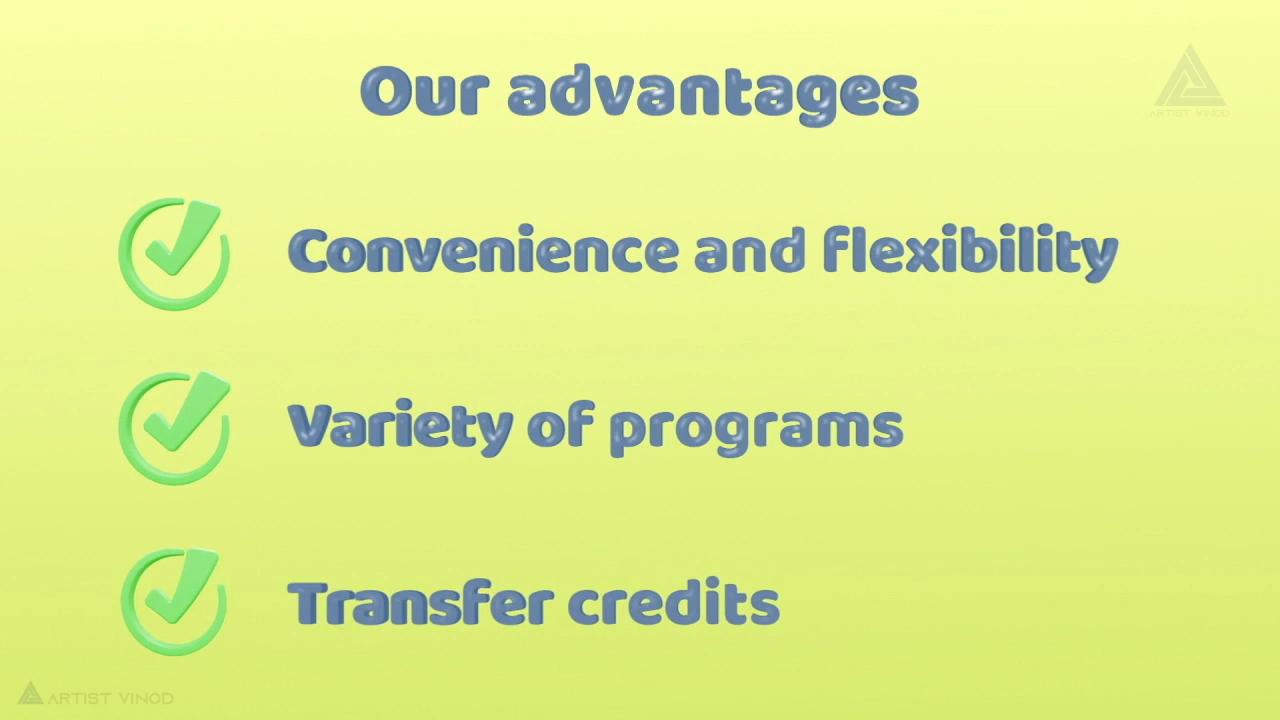 Our advantages
ARTIST VINOD
Convenience and flexibility
Variety of programs
Transfer credits
ARTIST VINOD